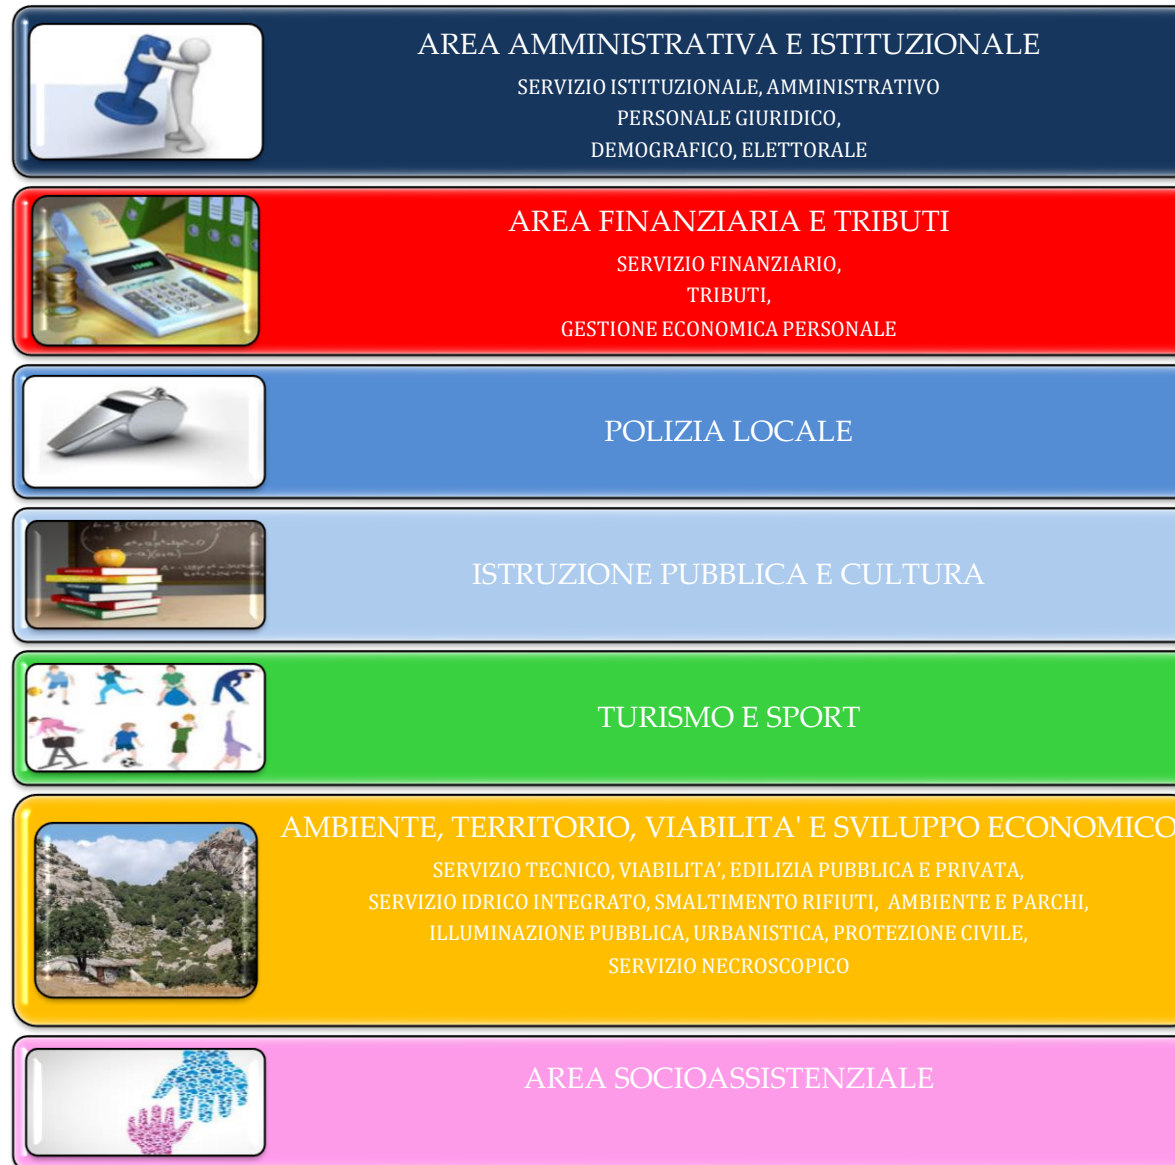 AREA AMMINISTRATIVA E ISTITUZIONALE
SERVIZIO ISTITUZIONALE, AMMINISTRATIVO
PERSONALE GIURIDICO,
DEMOGRAFICO, ELETTORALE
AREA FINANZIARIA E TRIBUTI
SERVIZIO FINANZIARIO,
TRIBUTI,
GESTIONE ECONOMICA PERSONALE
POLIZIA LOCALE
ISTRUZIONE PUBBLICA E CULTURA
TURISMO E SPORT
AMBIENTE, TERRITORIO, VIABILITA' E SVILUPPO ECONOMICO
SERVIZIO TECNICO, VIABILITA’, EDILIZIA PUBBLICA E PRIVATA,
SERVIZIO IDRICO INTEGRATO, SMALTIMENTO RIFIUTI, AMBIENTE E PARCHI,
ILLUMINAZIONE PUBBLICA, URBANISTICA, PROTEZIONE CIVILE,
SERVIZIO NECROSCOPICO
AREA SOCIOASSISTENZIALE